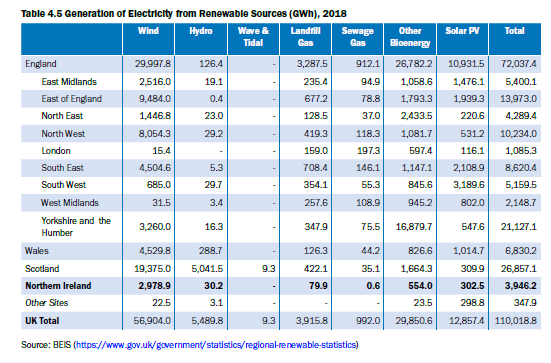 Table 4.5 Generation of Electricity from Renewable Sources (GWh), 2018
Wind Hydro Wave & Tidal Landfill Gas Sewage Gas Other Bioenergy Solar PV Total
England 29,997.8 126.4 - 3,287.5 912.1 26,782.2 10,931.5 72,037.4
East Midlands 2,516.0 19.1 - 235.4 94.9 1,058.6 1,476.1 5,400.1
East of England 9,484.0 0.4 - 677.2 78.8 1,793.3 1,939.3 13,973.0
North East 1,446.8 23.0 - 128.5 37.0 2,433.5 220.6 4,289.4
North West 8,054.3 29.2 - 419.3 118.3 1,081.7 531.2 10,234.0
London 15.4 - - 159.0 197.3 597.4 116.1 1,085.3
South East 4,504.6 5.3 - 708.4 146.1 1,147.1 2,108.9 8,620.4
South West 685.0 29.7 - 354.1 55.3 845.6 3,189.6 5,159.5
West Midlands 31.5 3.4 - 257.6 108.9 945.2 802.0 2,148.7
Yorkshire and the Humber 3,260.0 16.3 - 347.9 75.5 16,879.7 547.6 21,127.1
Wales 4,529.8 288.7 - 126.3 44.2 826.6 1,014.7 6,830.2
Scotland 19,375.0 5,041.5 9.3 422.1 35.1 1,664.3 309.9 26,857.1
Northern Ireland 2,978.9 30.2 - 79.9 0.6 554.0 302.5 3,946.2
Other Sites 22.5 3.1 - - - 23.5 298.8 347.9
UK Total 56,904.0 5,489.8 9.3 3,915.8 992.0 29,850.6 12,857.4 110,018.8
Source: BEIS (https://www.gov.uk/government/statistics/regional-renewable-statistics)